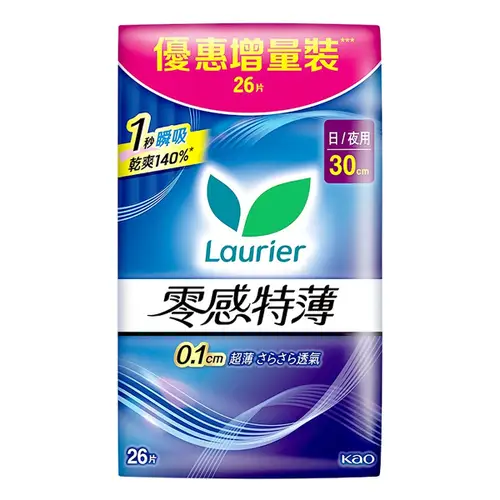 優惠增量裝***
26片
1秒瞬吸
乾爽140%*
日/夜用
30cm
Laurier
零感特薄
0.1cm 超薄 さらさら透氣
26片
Kao